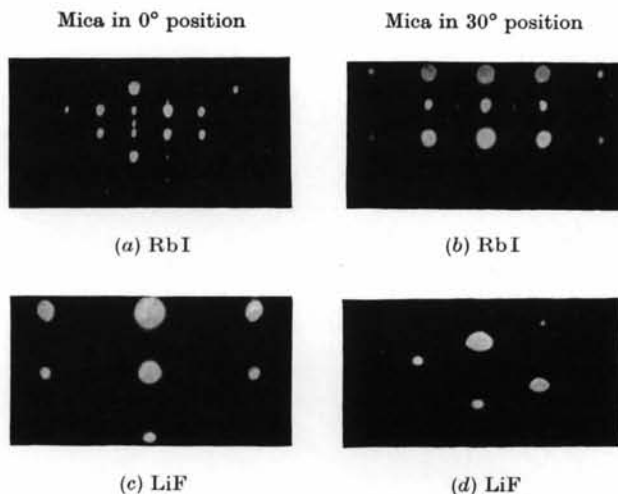 Mica in 0° position
Mica in 30° position
(a) RbI
(b) RbI
(c) LiF
(d) LiF